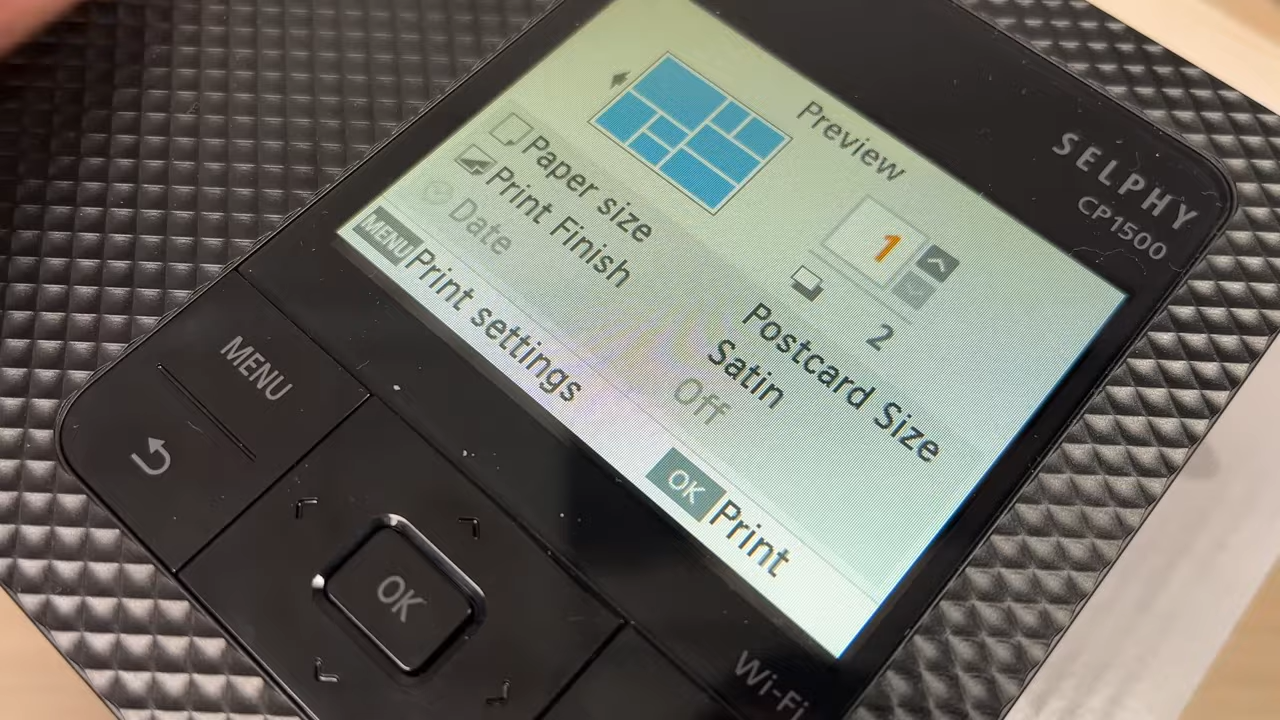 SELPHY
CP1500
Preview
1
2
Paper size Postcard Size
Print Finish Satin
Date Off
MENU Print settings
OK Print
MENU
OK
Wi-Fi